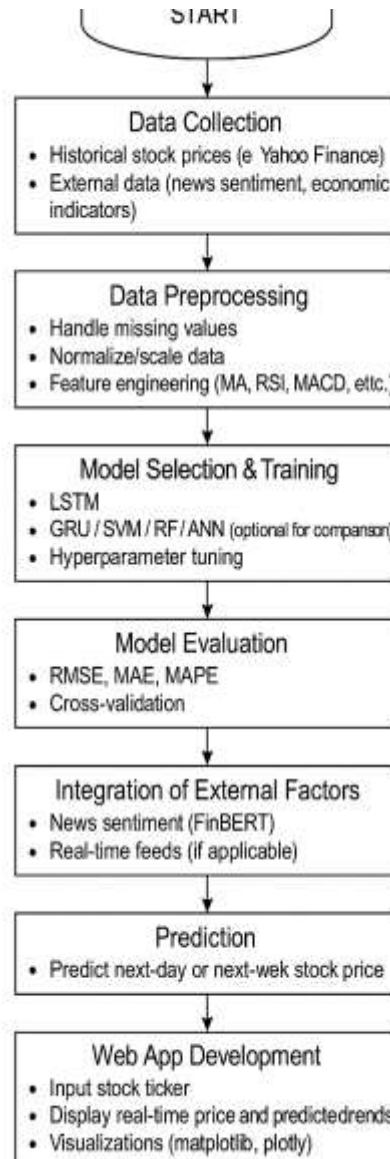 START
Data Collection
• Historical stock prices (e Yahoo Finance)
• External data (news sentiment, economic
indicators)
Data Preprocessing
• Handle missing values
• Normalize/scale data
• Feature engineering (MA, RSI, MACD, ettc.)
Model Selection & Training
• LSTM
• GRU / SVM / RF / ANN (optional for comparison)
• Hyperparameter tuning
Model Evaluation
• RMSE, MAE, MAPE
• Cross-validation
Integration of External Factors
• News sentiment (FinBERT)
• Real-time feeds (if applicable)
Prediction
• Predict next-day or next-wek stock price
Web App Development
• Input stock ticker
• Display real-time price and predictedrends
• Visualizations (matplotlib, plotly)